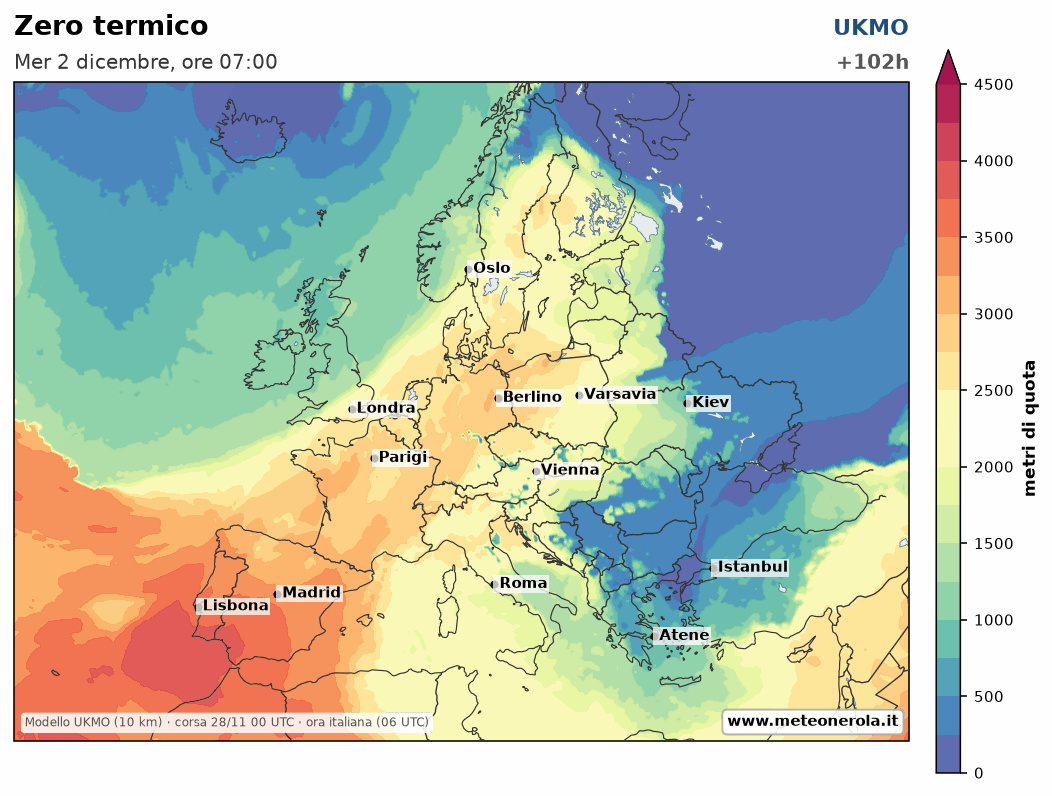 Zero termico
UKMO
Mer 2 dicembre, ore 07:00
+102h
4500
4000
3500
3000
2500
2000
1500
1000
500
0
metri di quota
Oslo
Londra
Berlino
Varsavia
Kiev
Parigi
Vienna
Istanbul
Roma
Madrid
Lisbona
Atene
Modello UKMO (10 km) · corsa 28/11 00 UTC · ora italiana (06 UTC)
www.meteonerola.it